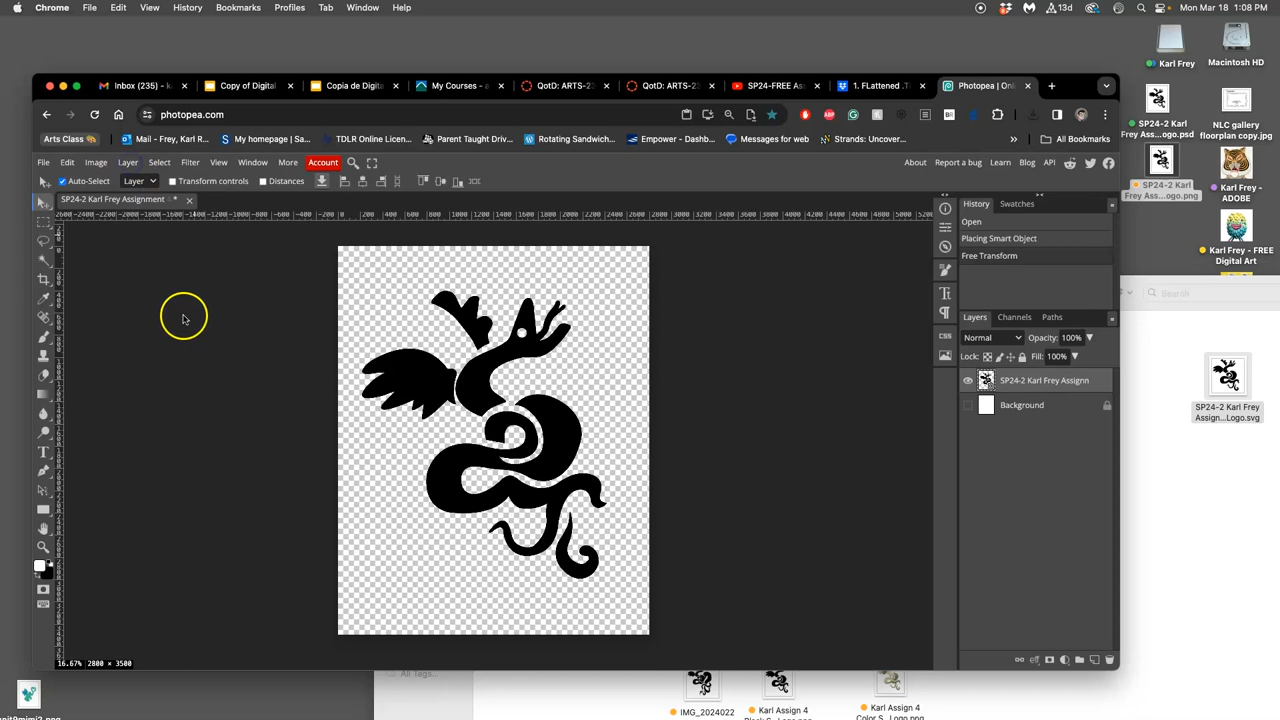 Chrome File Edit View History Bookmarks Profiles Tab Window Help 13d Mon Mar 18 1:08 PM
Karl Frey Macintosh HD
Inbox (235) - k Copy of Digital Copia de Digita My Courses - a QotD: ARTS-2 QotD: ARTS-2 SP24-FREE As 1. FLattened Photopea | Onl
photopea.com
Arts Class Mail - Frey, Karl R... My homepage | Sa... TDLR Online Licen... Parent Taught Driv... Rotating Sandwich... Empower - Dashb... Messages for web Strands: Uncover... » All Bookmarks
File Edit Image Layer Select Filter View Window More Account About Report a bug Learn Blog API
Auto-Select Layer Transform controls Distances
SP24-2 Karl Frey Assignment
History Swatches
Open
Placing Smart Object
Free Transform
Layers Channels Paths
Normal Opacity: 100%
Lock: Fill: 100%
SP24-2 Karl Frey Assignn
Background
CSS
16.67% 2800 × 3500
SP24-2 Karl
Frey Ass...ogo.psd
NLC gallery
floorplan copy.jpg
SP24-2 Karl
Frey Ass...ogo.png
Karl Frey -
ADOBE
Karl Frey - FREE
Digital Art
Search
SP24-2 Karl Frey
Assign...Logo.svg
All Tags...
IMG_2024022
Karl Assign 4
Black S...Logo.png
Karl Assign 4
Color S...Logo.png